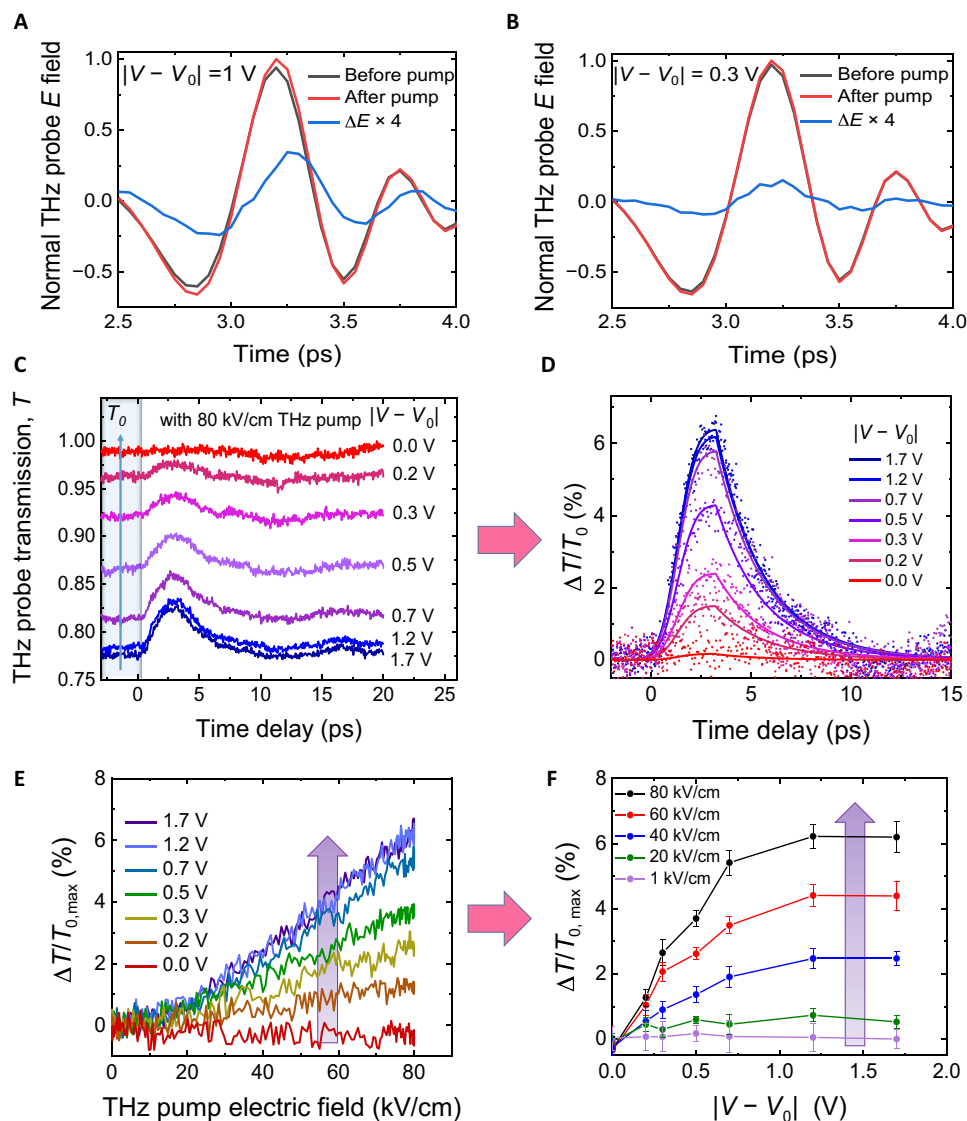 A
B
Normal THz probe E field
1.0
0.5
0.0
−0.5
|V − V₀| =1 V
Before pump
After pump
ΔE × 4
2.5 3.0 3.5 4.0
Time (ps)
Normal THz probe E field
1.0
0.5
0.0
−0.5
|V − V₀| = 0.3 V
Before pump
After pump
ΔE × 4
2.5 3.0 3.5 4.0
Time (ps)
C
THz probe transmission, T
1.00
0.95
0.90
0.85
0.80
0.75
T₀
with 80 kV/cm THz pump |V − V₀|
0.0 V
0.2 V
0.3 V
0.5 V
0.7 V
1.2 V
1.7 V
0 5 10 15 20 25
Time delay (ps)
D
ΔT/T₀ (%)
6
4
2
0
|V − V₀|
1.7 V
1.2 V
0.7 V
0.5 V
0.3 V
0.2 V
0.0 V
0 5 10 15
Time delay (ps)
E
ΔT/T₀,max (%)
8
6
4
2
0
1.7 V
1.2 V
0.7 V
0.5 V
0.3 V
0.2 V
0.0 V
0 20 40 60 80
THz pump electric field (kV/cm)
F
ΔT/T₀,max (%)
8
6
4
2
0
80 kV/cm
60 kV/cm
40 kV/cm
20 kV/cm
1 kV/cm
0.0 0.5 1.0 1.5 2.0
|V − V₀| (V)